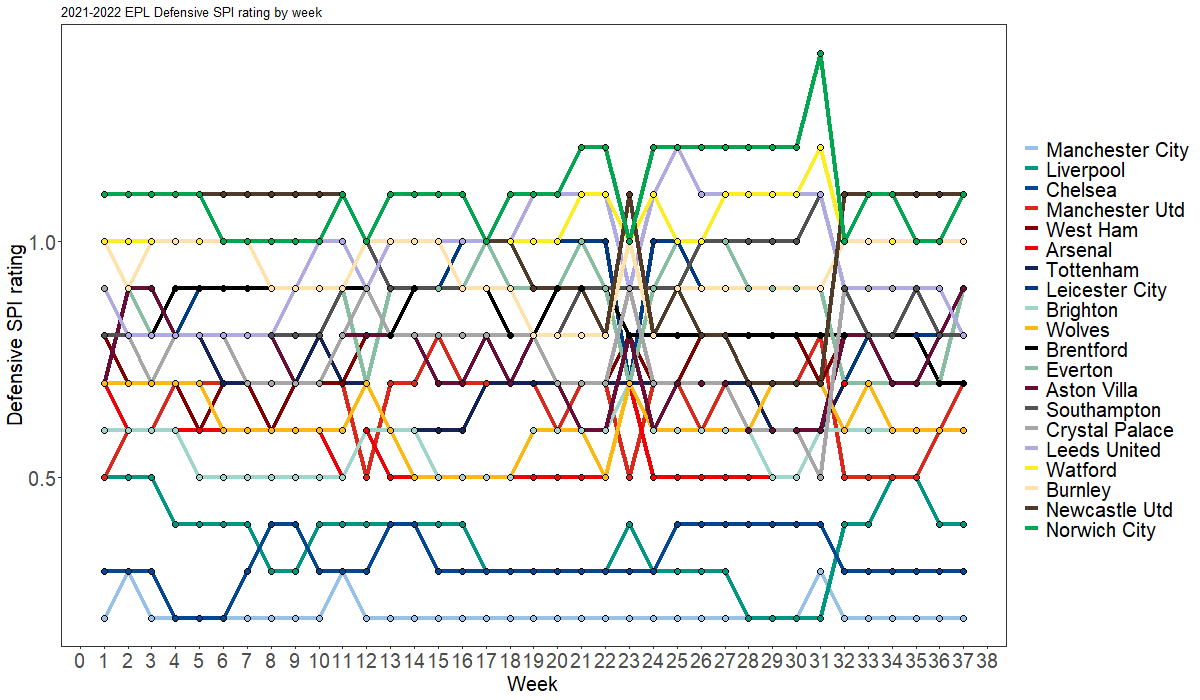 2021-2022 EPL Defensive SPI rating by week
Defensive SPI rating
1.0
0.5
0 1 2 3 4 5 6 7 8 9 10 11 12 13 14 15 16 17 18 19 20 21 22 23 24 25 26 27 28 29 30 31 32 33 34 35 36 37 38
Week
Manchester City
Liverpool
Chelsea
Manchester Utd
West Ham
Arsenal
Tottenham
Leicester City
Brighton
Wolves
Brentford
Everton
Aston Villa
Southampton
Crystal Palace
Leeds United
Watford
Burnley
Newcastle Utd
Norwich City